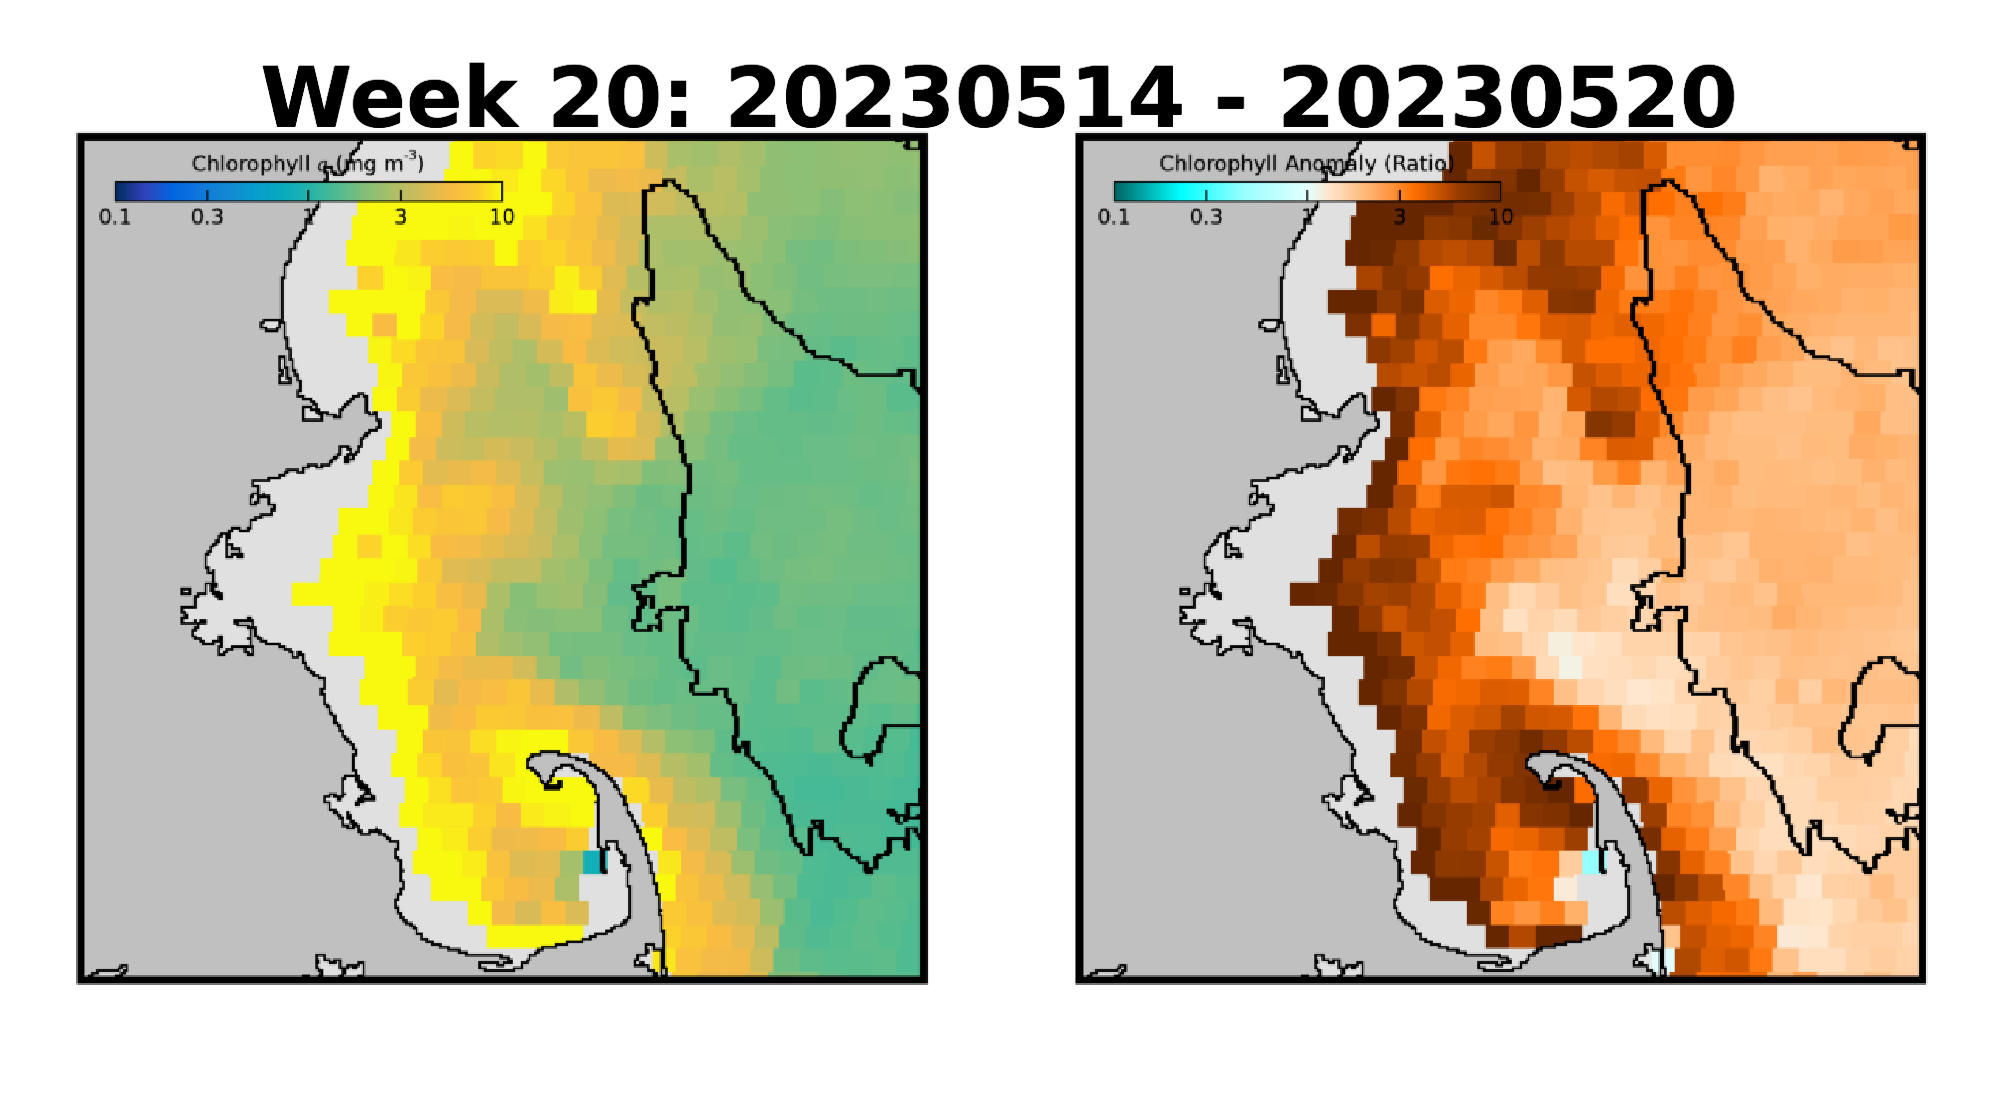 Week 20: 20230514 - 20230520
Chlorophyll a (mg m-3)
0.1 0.3 1 3 10
Chlorophyll Anomaly (Ratio)
0.1 0.3 1 3 10